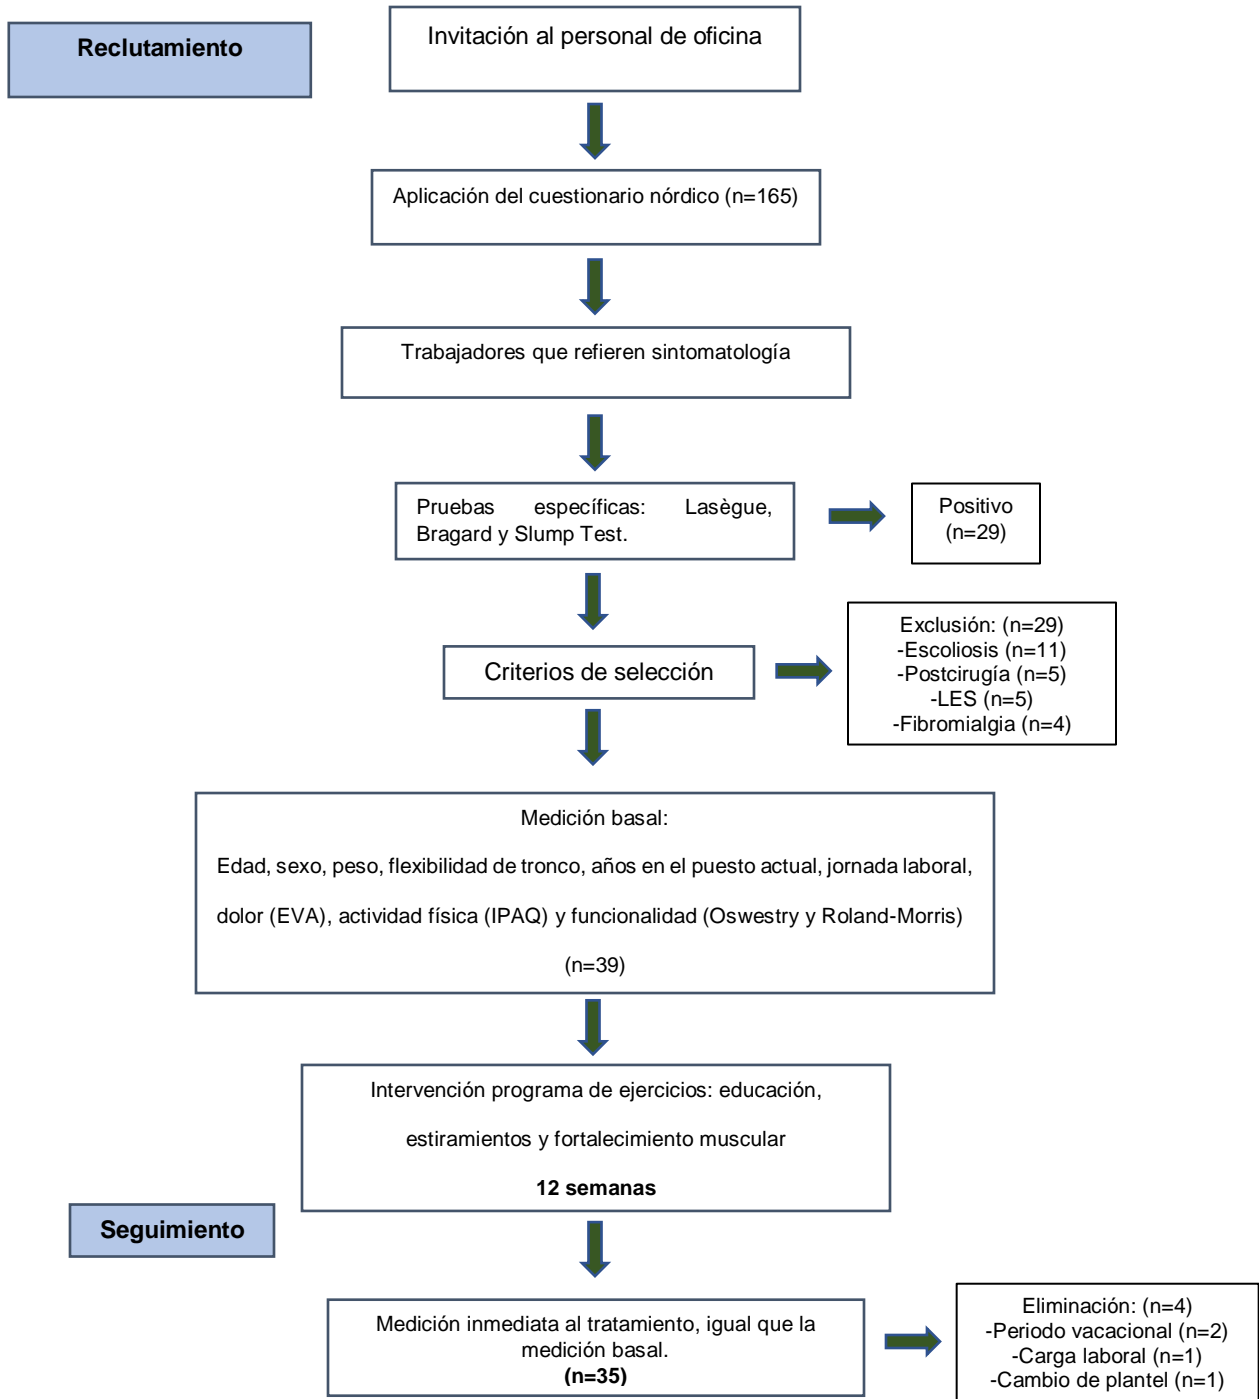 Reclutamiento
Invitación al personal de oficina
Aplicación del cuestionario nórdico (n=165)
Trabajadores que refieren sintomatología
Pruebas específicas: Lasègue,
Bragard y Slump Test.
Positivo
(n=29)
Criterios de selección
Exclusión: (n=29)
-Escoliosis (n=11)
-Postcirugía (n=5)
-LES (n=5)
-Fibromialgia (n=4)
Medición basal:
Edad, sexo, peso, flexibilidad de tronco, años en el puesto actual, jornada laboral,
dolor (EVA), actividad física (IPAQ) y funcionalidad (Oswestry y Roland-Morris)
(n=39)
Intervención programa de ejercicios: educación,
estiramientos y fortalecimiento muscular
12 semanas
Seguimiento
Medición inmediata al tratamiento, igual que la
medición basal.
(n=35)
Eliminación: (n=4)
-Periodo vacacional (n=2)
-Carga laboral (n=1)
-Cambio de plantel (n=1)